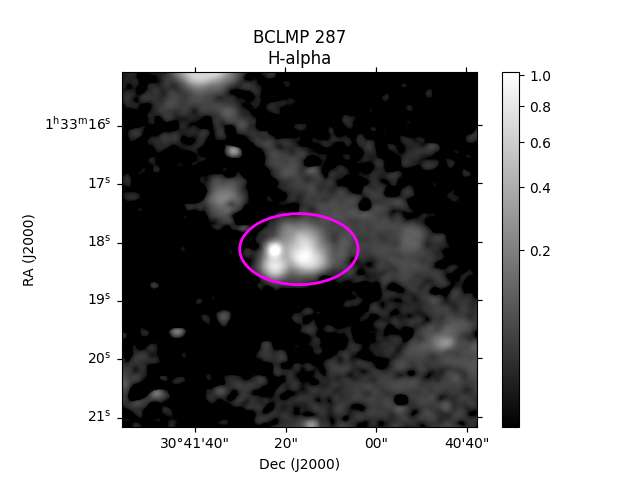 BCLMP 287
H-alpha
1h33m16s
17s
18s
19s
20s
21s
RA (J2000)
30°41'40"
20"
00"
40'40"
Dec (J2000)
1.0
0.8
0.6
0.4
0.2